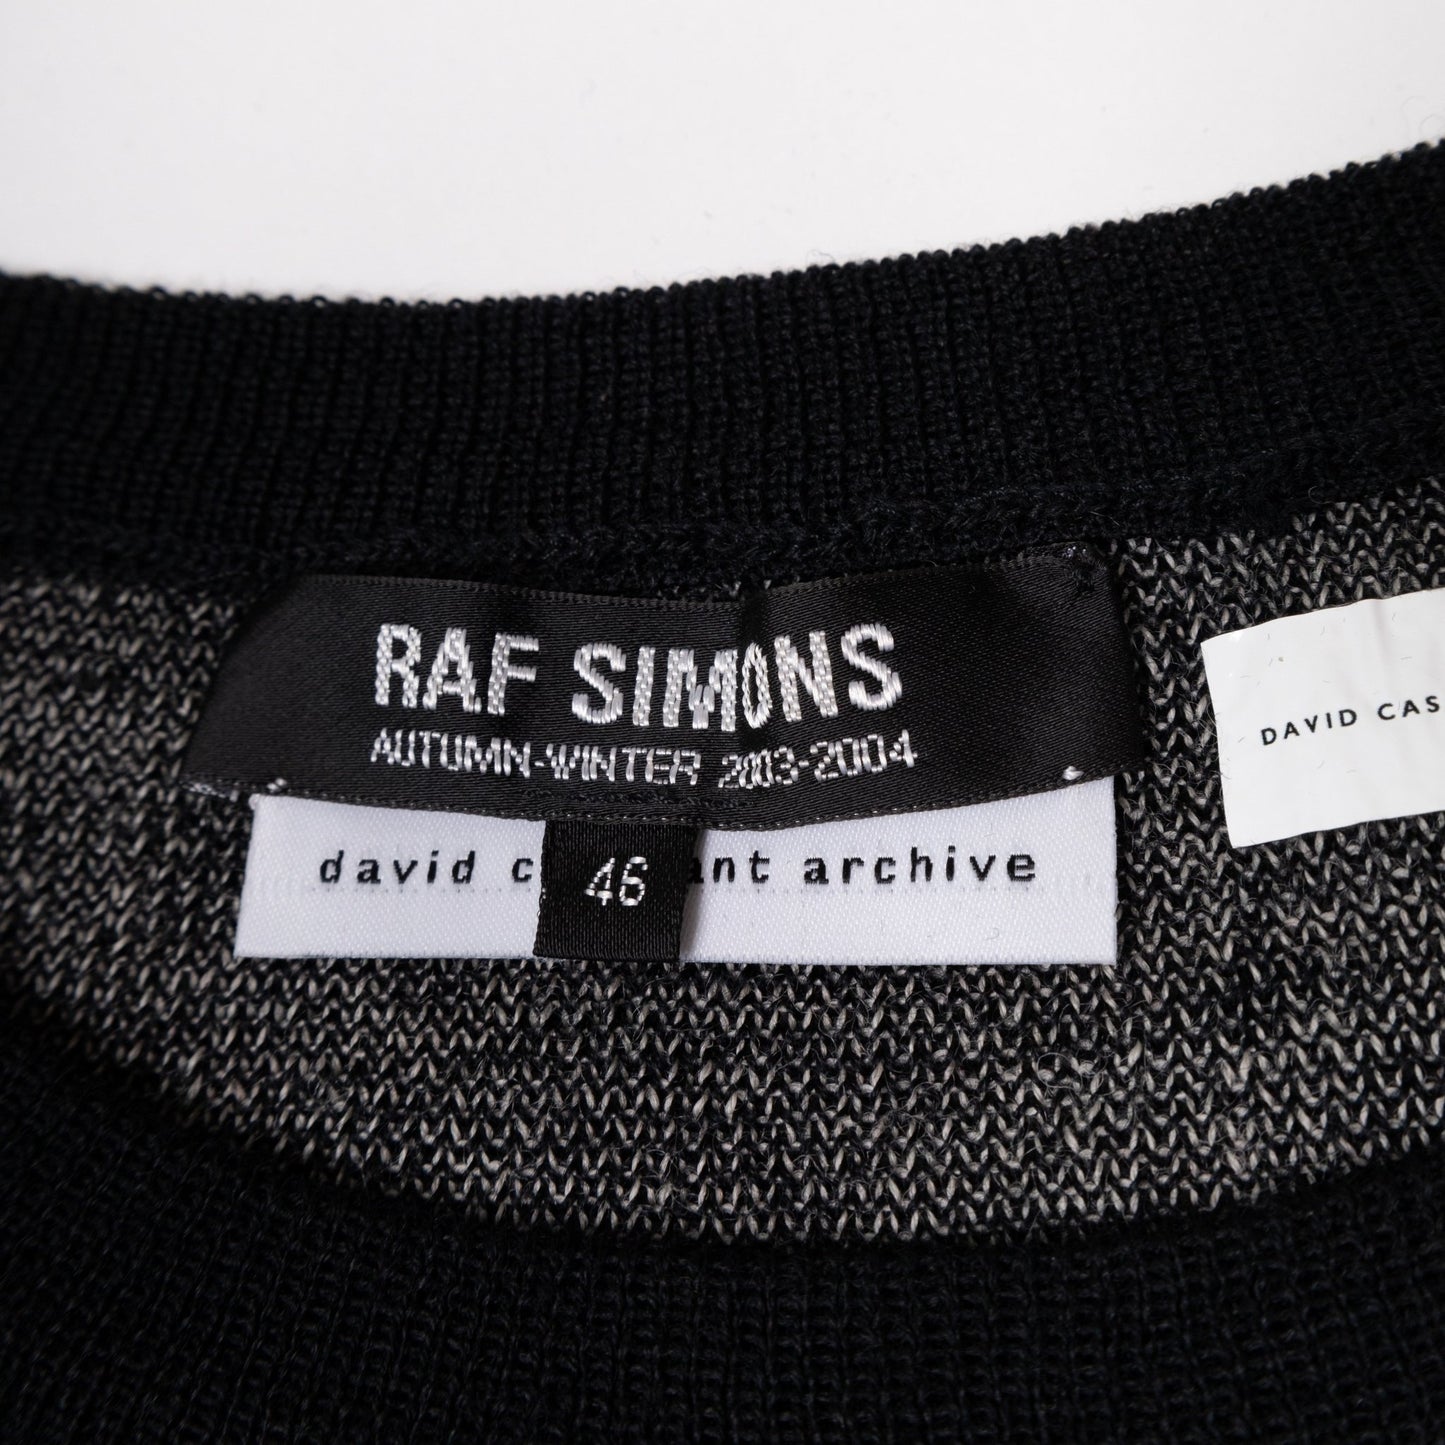 RAF SIMONS
AUTUMN-WINTER 2003-2004
david c ant archive
46
DAVID CAS